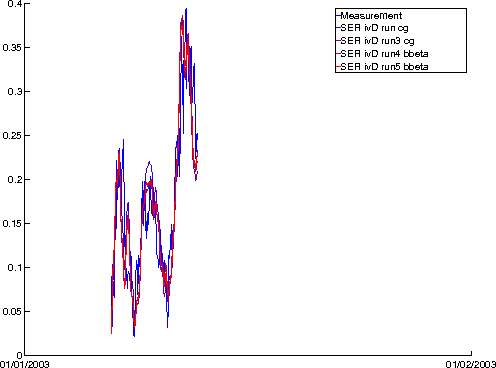 0.4
Measurement
SER ivD run cg
SER ivD run3 cg
SER ivD run4 bbeta
SER ivD run5 bbeta
0.35
0.3
0.25
0.2
0.15
0.1
0.05
0
01/01/2003
01/02/2003